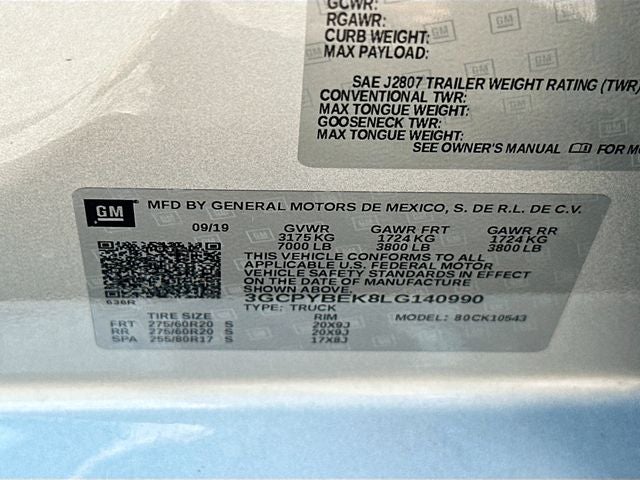 GCWR:
RGAWR:
CURB WEIGHT:
MAX PAYLOAD:
SAE J2807 TRAILER WEIGHT RATING (TWR)
CONVENTIONAL TWR:
MAX TONGUE WEIGHT:
GOOSENECK TWR:
MAX TONGUE WEIGHT:
SEE OWNER'S MANUAL FOR
GM MFD BY GENERAL MOTORS DE MEXICO, S. DE R.L. DE C.V.
09/19 GVWR GAWR FRT GAWR RR
3175 KG 1724 KG 1724 KG
7000 LB 3800 LB 3800 LB
THIS VEHICLE CONFORMS TO ALL
APPLICABLE U.S. FEDERAL MOTOR
VEHICLE SAFETY STANDARDS IN EFFECT
ON THE DATE OF MANUFACTURE SHOWN ABOVE.
3GCPYBEK8LG140990
636R TYPE: TRUCK MODEL: 80CK10543
TIRE SIZE RIM
FRT 275/60R20 S 20X9J
RR 275/60R20 S 20X9J
SPA 255/80R17 S 17X8J